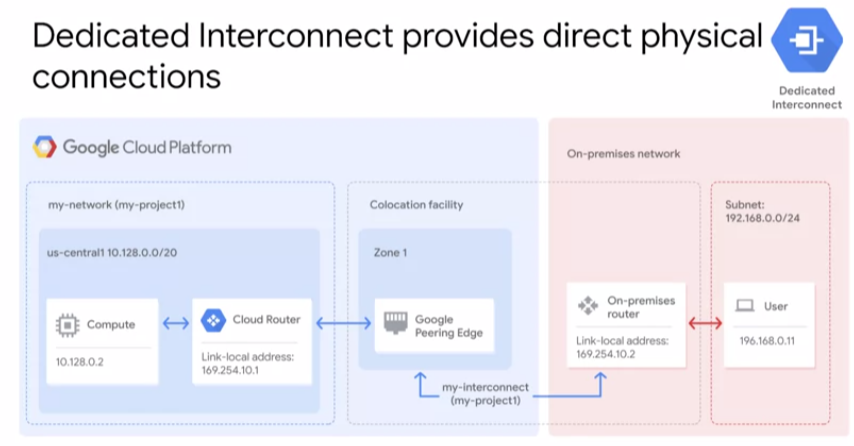 Dedicated Interconnect provides direct physical
connections
Dedicated
Interconnect
Google Cloud Platform
On-premises network
my-network (my-project1)
Colocation facility
Subnet:
192.168.0.0/24
us-central1 10.128.0.0/20
Zone 1
Compute
10.128.0.2
Cloud Router
Link-local address:
169.254.10.1
Google
Peering Edge
On-premises
router
Link-local address:
169.254.10.2
User
196.168.0.11
my-interconnect
(my-project1)